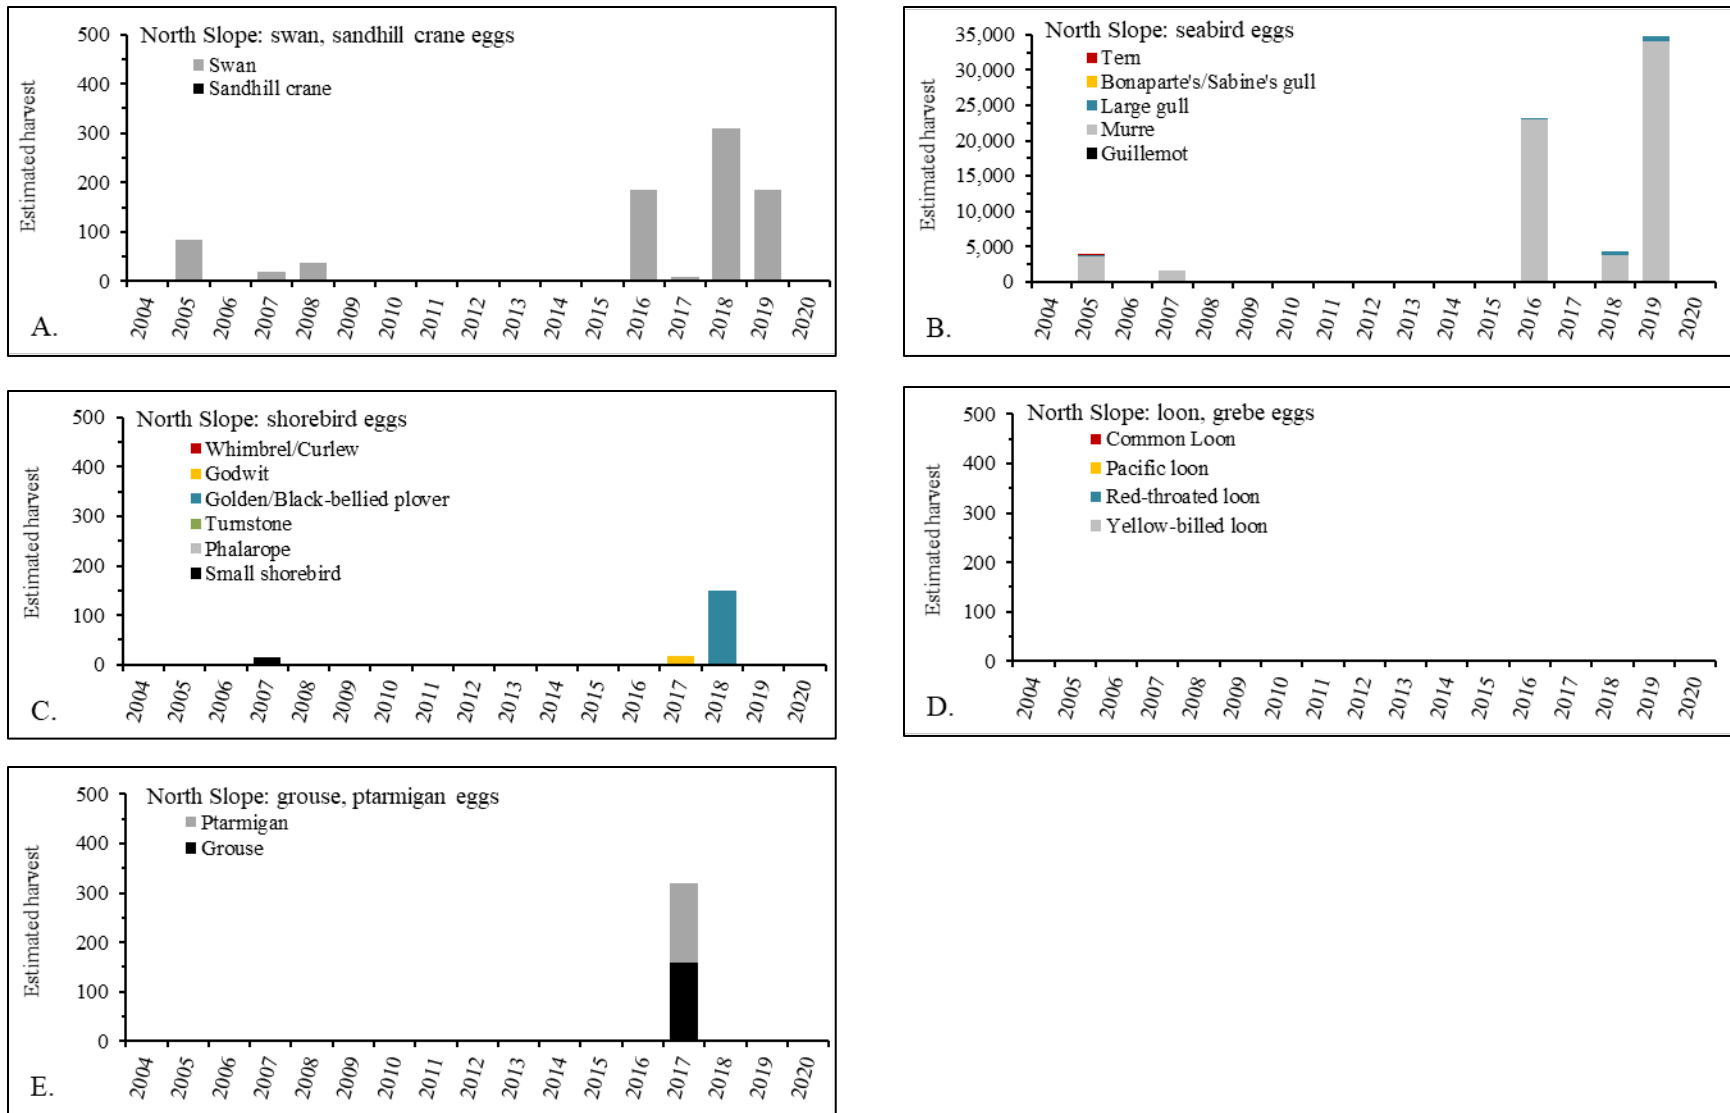 North Slope: swan, sandhill crane eggs
Swan
Sandhill crane
Estimated harvest
500
400
300
200
100
0
2004 2005 2006 2007 2008 2009 2010 2011 2012 2013 2014 2015 2016 2017 2018 2019 2020
A.
North Slope: seabird eggs
Tern
Bonaparte's/Sabine's gull
Large gull
Murre
Guillemot
Estimated harvest
35,000
30,000
25,000
20,000
15,000
10,000
5,000
0
2004 2005 2006 2007 2008 2009 2010 2011 2012 2013 2014 2015 2016 2017 2018 2019 2020
B.
North Slope: shorebird eggs
Whimbrel/Curlew
Godwit
Golden/Black-bellied plover
Turnstone
Phalarope
Small shorebird
Estimated harvest
500
400
300
200
100
0
2004 2005 2006 2007 2008 2009 2010 2011 2012 2013 2014 2015 2016 2017 2018 2019 2020
C.
North Slope: loon, grebe eggs
Common Loon
Pacific loon
Red-throated loon
Yellow-billed loon
Estimated harvest
500
400
300
200
100
0
2004 2005 2006 2007 2008 2009 2010 2011 2012 2013 2014 2015 2016 2017 2018 2019 2020
D.
North Slope: grouse, ptarmigan eggs
Ptarmigan
Grouse
Estimated harvest
500
400
300
200
100
0
2004 2005 2006 2007 2008 2009 2010 2011 2012 2013 2014 2015 2016 2017 2018 2019 2020
E.